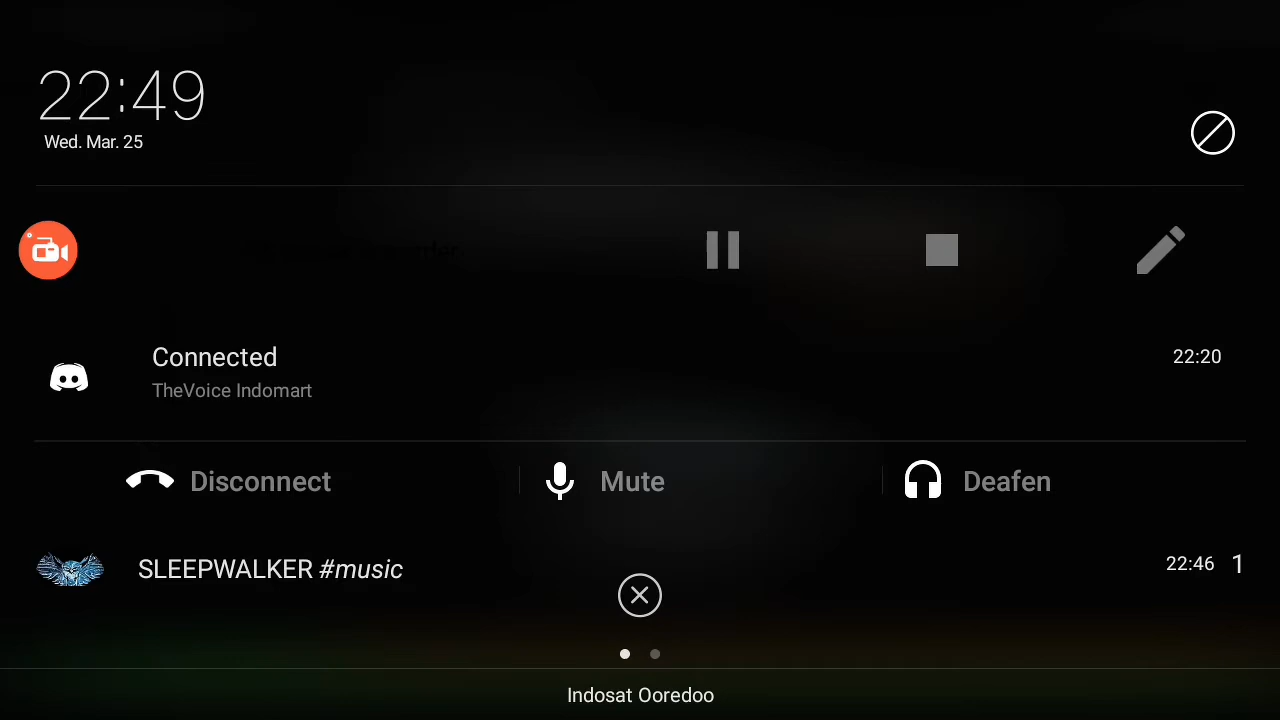 22:49
Wed. Mar. 25
Connected
22:20
TheVoice Indomart
Disconnect
Mute
Deafen
SLEEPWALKER #music
22:46 1
Indosat Ooredoo